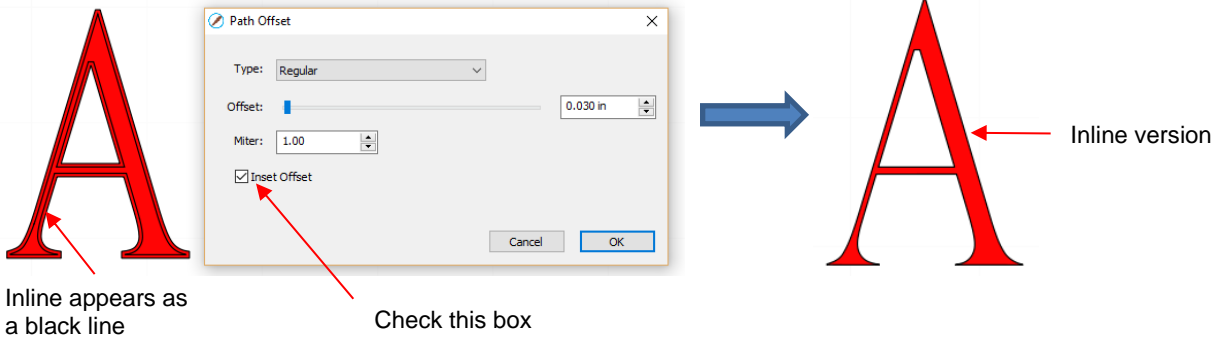 A
Path Offset
Type: Regular
Offset: 0.030 in
Miter: 1.00
Inset Offset
Cancel OK
A
Inline version
Inline appears as
a black line
Check this box